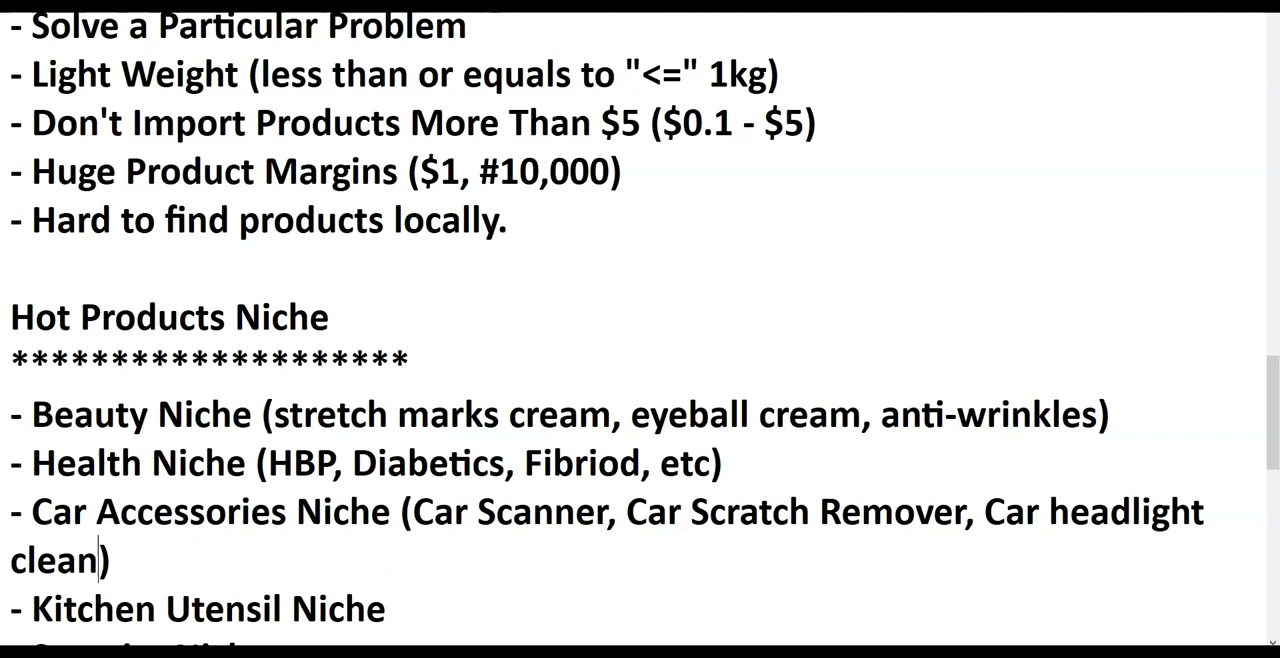 - Solve a Particular Problem
- Light Weight (less than or equals to "<=" 1kg)
- Don't Import Products More Than $5 ($0.1 - $5)
- Huge Product Margins ($1, #10,000)
- Hard to find products locally.
Hot Products Niche
********************
- Beauty Niche (stretch marks cream, eyeball cream, anti-wrinkles)
- Health Niche (HBP, Diabetics, Fibriod, etc)
- Car Accessories Niche (Car Scanner, Car Scratch Remover, Car headlight
clean)
- Kitchen Utensil Niche